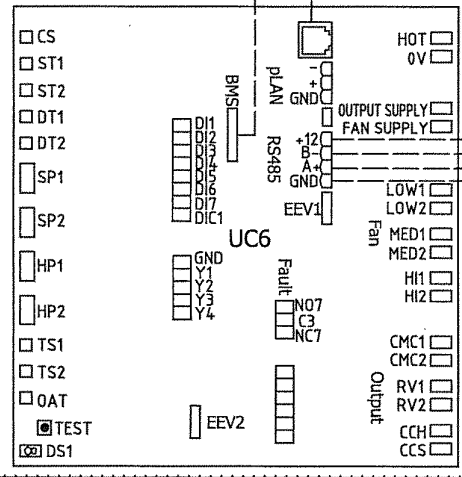 CS
ST1
ST2
DT1
DT2
SP1
SP2
HP1
HP2
TS1
TS2
OAT
TEST
DS1
BMS
DI1
DI2
DI3
DI4
DI5
DI6
DI7
DIC1
UC6
GND
Y1
Y2
Y3
Y4
EEV2
pLAN
-
+
GND
RS485
+12
B-
A+
GND
EEV1
Fault
NO7
C3
NC7
HOT
0V
OUTPUT SUPPLY
FAN SUPPLY
Fan
LOW1
LOW2
MED1
MED2
HI1
HI2
Output
CMC1
CMC2
RV1
RV2
CCH
CCS